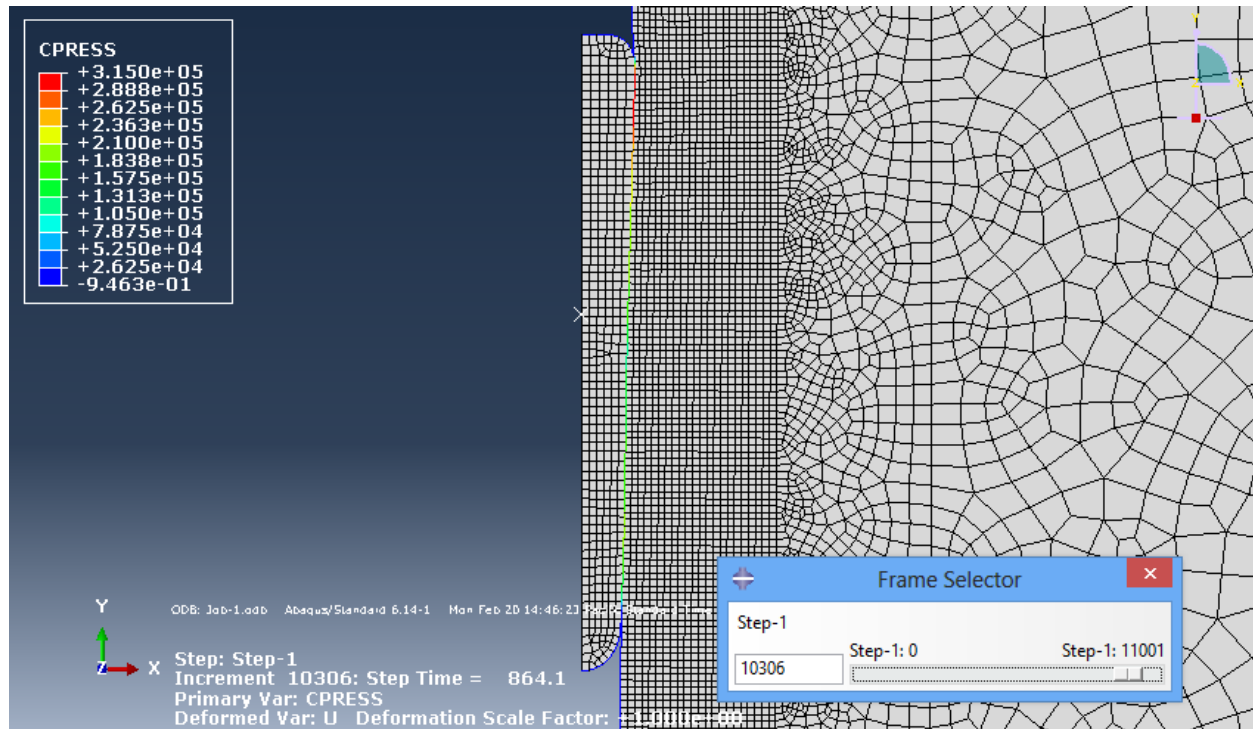 CPRESS
+3.150e+05
+2.888e+05
+2.625e+05
+2.363e+05
+2.100e+05
+1.838e+05
+1.575e+05
+1.313e+05
+1.050e+05
+7.875e+04
+5.250e+04
+2.625e+04
-9.463e-01
Y
X
Z
ODB: Job-1.odb Abaqus/Standard 6.14-1 Mon Feb 20 14:46:23
Step: Step-1
Increment 10306: Step Time = 864.1
Primary Var: CPRESS
Deformed Var: U Deformation Scale Factor: +1.000e+00
Frame Selector
Step-1
Step-1: 0 Step-1: 11001
10306